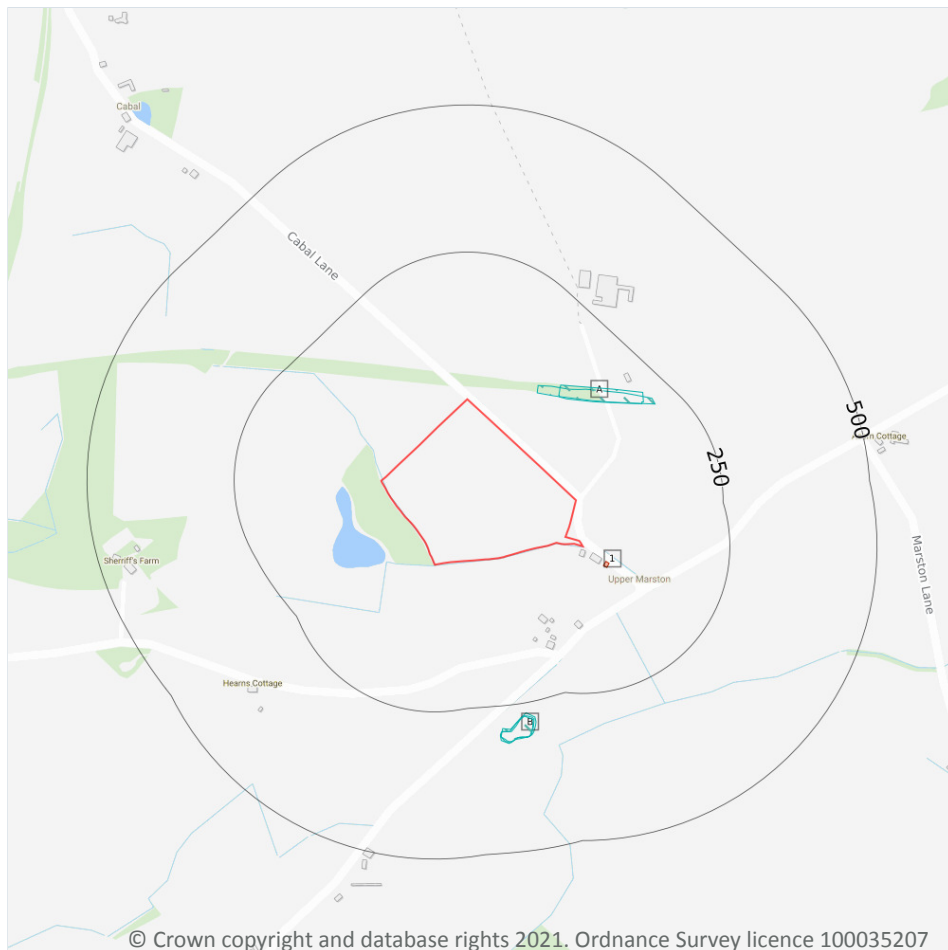 Cabal
Cabal Lane
A
500
250
Marston Lane
1
Upper Marston
Sherriff's Farm
Hearns Cottage
B
Cottage
© Crown copyright and database rights 2021. Ordnance Survey licence 100035207